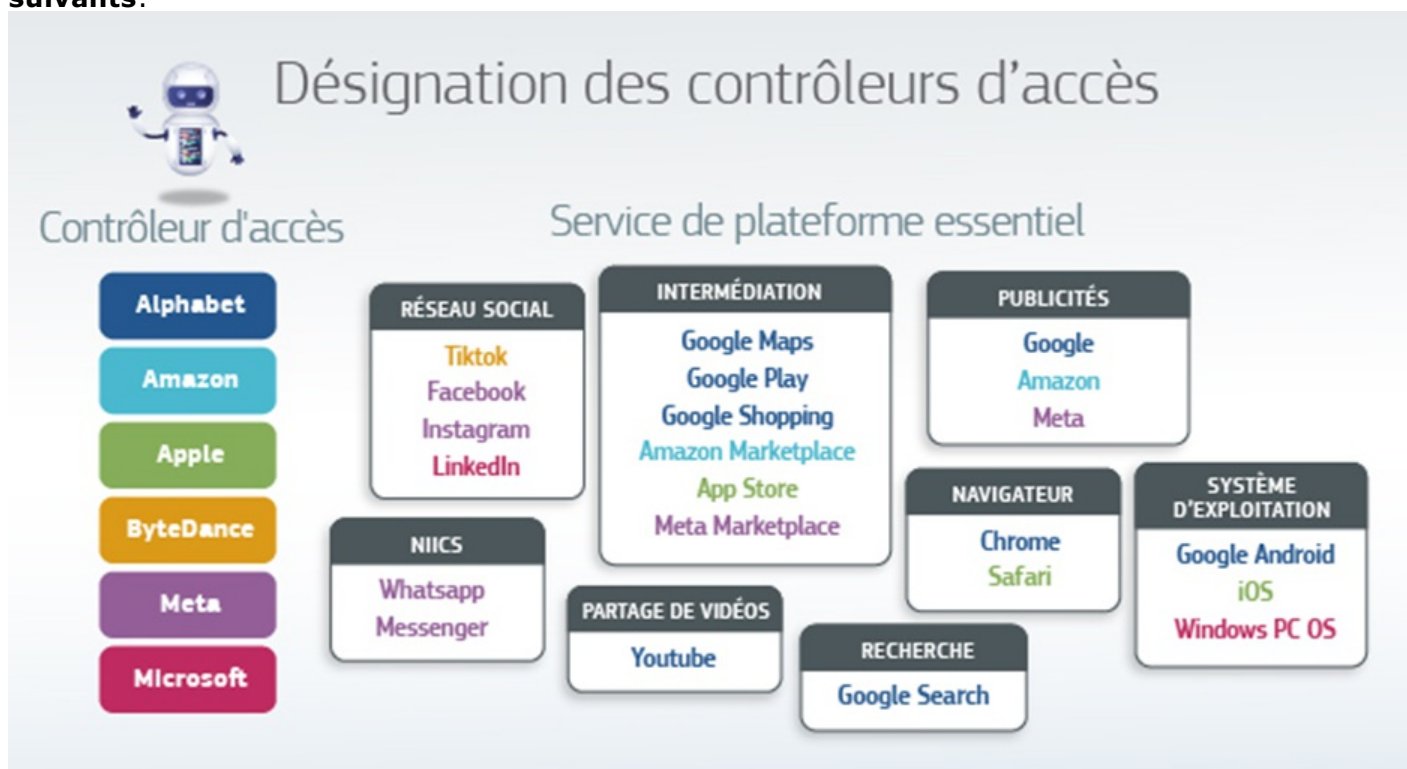 suivants:
Désignation des contrôleurs d'accès
Contrôleur d'accès
Service de plateforme essentiel
Alphabet
Amazon
Apple
ByteDance
Meta
Microsoft
RÉSEAU SOCIAL
Tiktok
Facebook
Instagram
LinkedIn
INTERMÉDIATION
Google Maps
Google Play
Google Shopping
Amazon Marketplace
App Store
Meta Marketplace
PUBLICITÉS
Google
Amazon
Meta
NIICS
Whatsapp
Messenger
PARTAGE DE VIDÉOS
Youtube
RECHERCHE
Google Search
NAVIGATEUR
Chrome
Safari
SYSTÈME
D'EXPLOITATION
Google Android
iOS
Windows PC OS